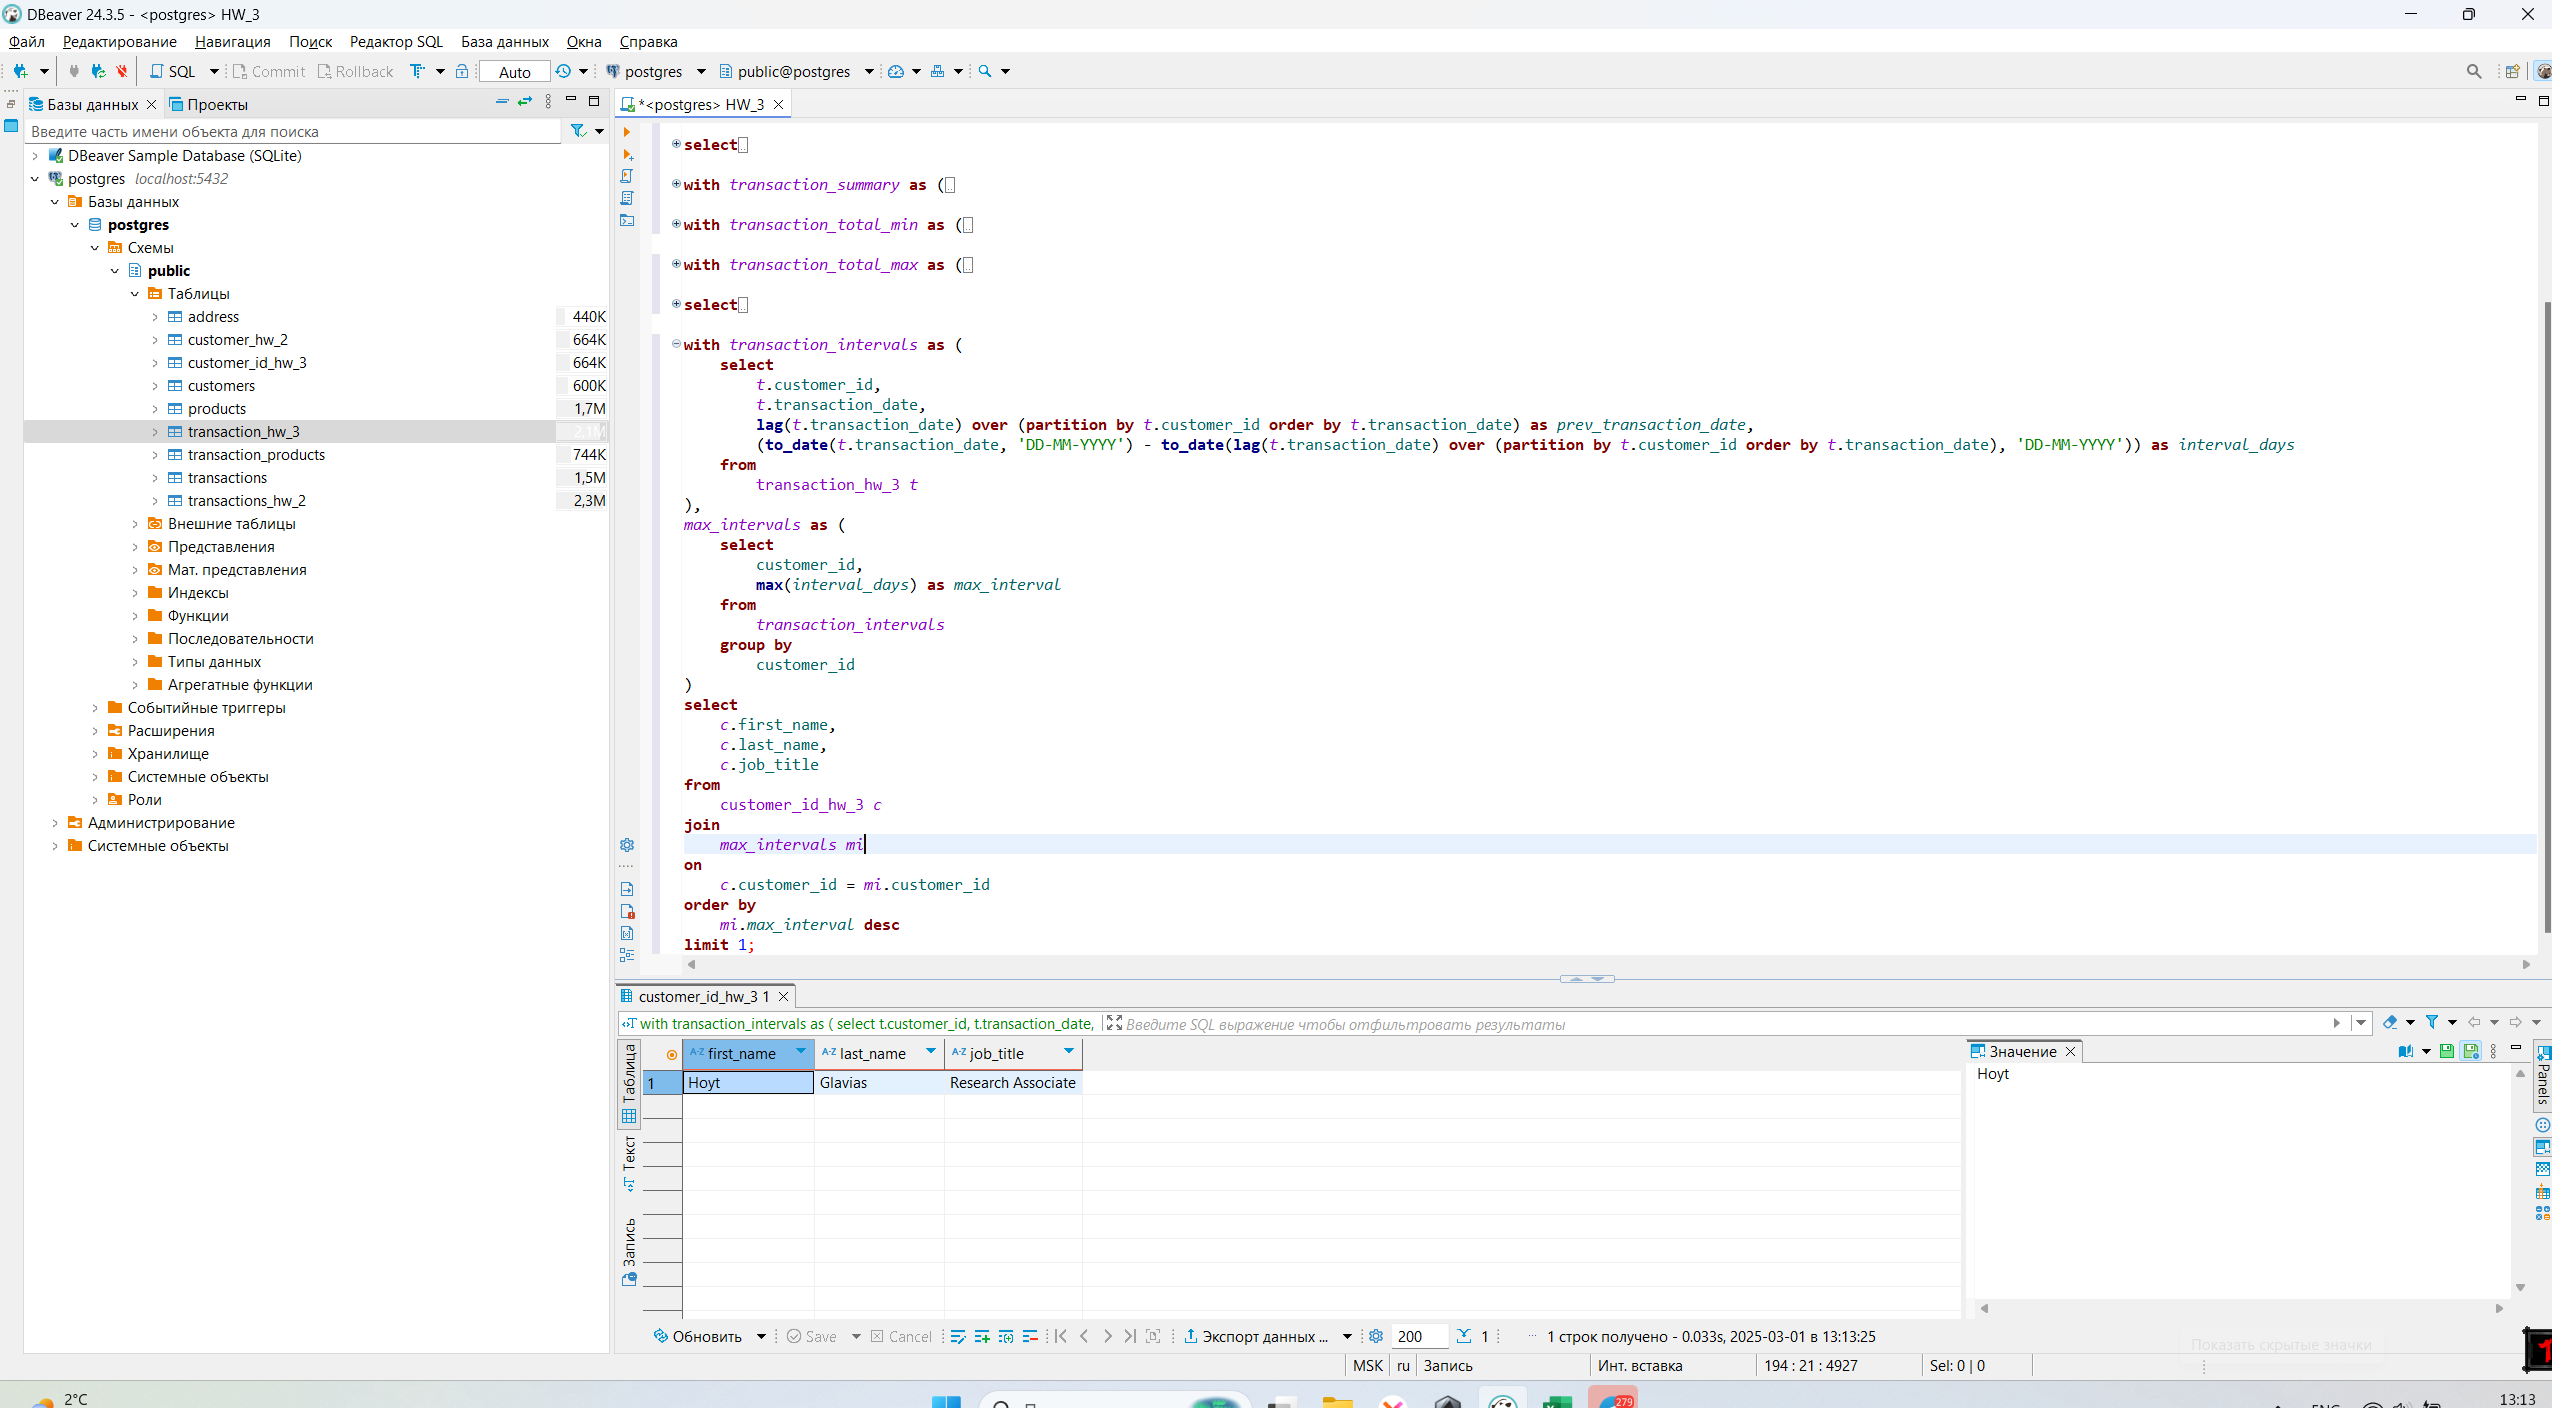 DBeaver 24.3.5 - <postgres> HW_3
Файл Редактирование Навигация Поиск Редактор SQL База данных Окна Справка
SQL Commit Rollback Auto postgres public@postgres
Базы данных Проекты
*<postgres> HW_3
Введите часть имени объекта для поиска
DBeaver Sample Database (SQLite)
postgres localhost:5432
Базы данных
postgres
Схемы
public
Таблицы
address 440K
customer_hw_2 664K
customer_id_hw_3 664K
customers 600K
products 1,7M
transaction_hw_3 2,1M
transaction_products 744K
transactions 1,5M
transactions_hw_2 2,3M
Внешние таблицы
Представления
Мат. представления
Индексы
Функции
Последовательности
Типы данных
Агрегатные функции
Событийные триггеры
Расширения
Хранилище
Системные объекты
Роли
Администрирование
Системные объекты
select
with transaction_summary as (
with transaction_total_min as (
with transaction_total_max as (
select
with transaction_intervals as (
select
t.customer_id,
t.transaction_date,
lag(t.transaction_date) over (partition by t.customer_id order by t.transaction_date) as prev_transaction_date,
(to_date(t.transaction_date, 'DD-MM-YYYY') - to_date(lag(t.transaction_date) over (partition by t.customer_id order by t.transaction_date), 'DD-MM-YYYY')) as interval_days
from
transaction_hw_3 t
),
max_intervals as (
select
customer_id,
max(interval_days) as max_interval
from
transaction_intervals
group by
customer_id
)
select
c.first_name,
c.last_name,
c.job_title
from
customer_id_hw_3 c
join
max_intervals mi
on
c.customer_id = mi.customer_id
order by
mi.max_interval desc
limit 1;
customer_id_hw_3 1
with transaction_intervals as ( select t.customer_id, t.transaction_date, Введите SQL выражение чтобы отфильтровать результаты
Таблица
Текст
Запись
first_name last_name job_title
1 Hoyt Glavias Research Associate
Значение
Hoyt
Panels
Обновить Save Cancel Экспорт данных ... 200 1 1 строк получено - 0.033s, 2025-03-01 в 13:13:25
Показать скрытые значки
MSK ru Запись Инт. вставка 194 : 21 : 4927 Sel: 0 | 0
2°C
279
13:13